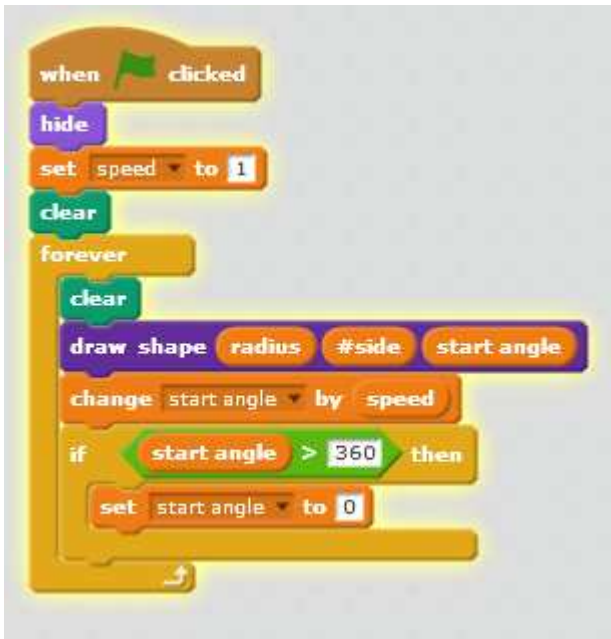 when clicked
hide
set speed to 1
clear
forever
clear
draw shape radius #side start angle
change start angle by speed
if start angle > 360 then
set start angle to 0